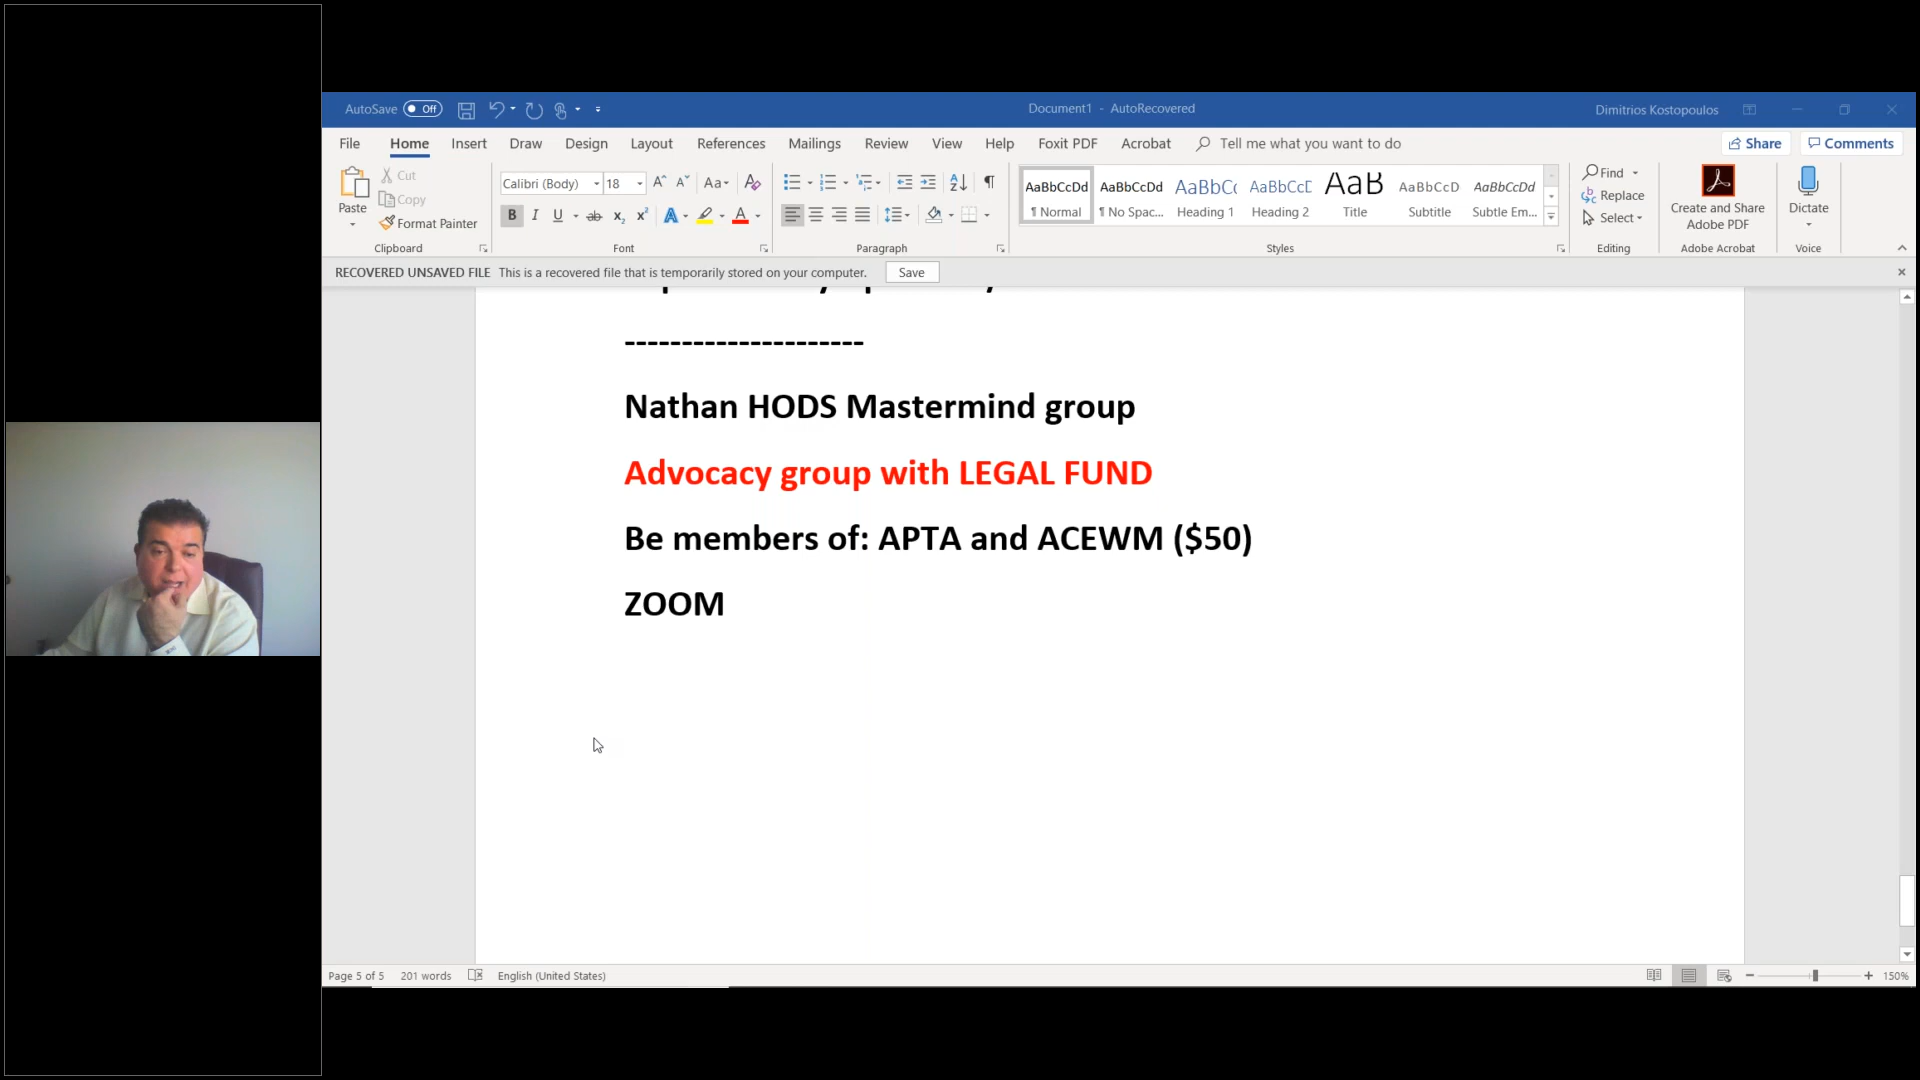 AutoSave Off
Document1 - AutoRecovered
Dimitrios Kostopoulos
File Home Insert Draw Design Layout References Mailings Review View Help Foxit PDF Acrobat Tell me what you want to do
Share Comments
Paste
Cut
Copy
Format Painter
Clipboard
Calibri (Body) 18
Font
Paragraph
AaBbCcDd AaBbCcDd AaBbC AaBbCcD AaB AaBbCcD AaBbCcDd
¶ Normal ¶ No Spac... Heading 1 Heading 2 Title Subtitle Subtle Em...
Styles
Find
Replace
Select
Editing
Create and Share
Adobe PDF
Adobe Acrobat
Dictate
Voice
RECOVERED UNSAVED FILE This is a recovered file that is temporarily stored on your computer. Save
---------------------
Nathan HODS Mastermind group
Advocacy group with LEGAL FUND
Be members of: APTA and ACEWM ($50)
ZOOM
Page 5 of 5 201 words English (United States) 150%